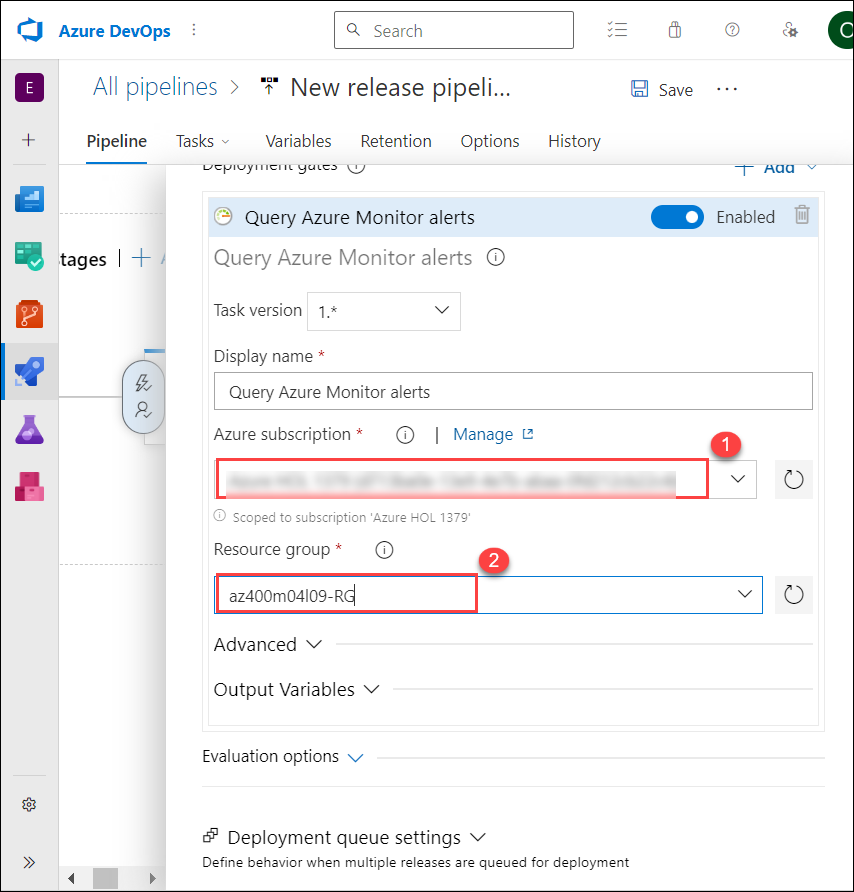 Azure DevOps
Search
O
E
All pipelines
New release pipeli...
Save
Pipeline
Tasks
Variables
Retention
Options
History
Deployment gates
Add
tages
Query Azure Monitor alerts
Enabled
Query Azure Monitor alerts
Task version
1.*
Display name *
Query Azure Monitor alerts
Azure subscription *
| Manage
1
Scoped to subscription 'Azure HOL 1379'
Resource group *
2
az400m04l09-RG
Advanced
Output Variables
Evaluation options
Deployment queue settings
Define behavior when multiple releases are queued for deployment